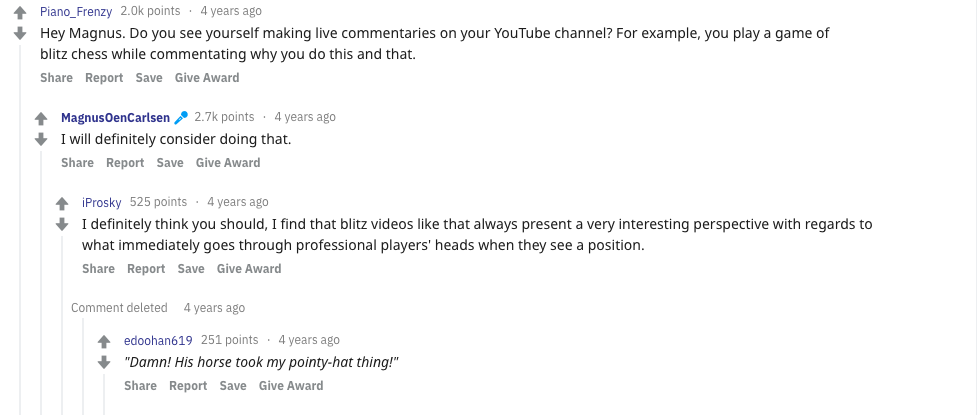 Piano_Frenzy 2.0k points · 4 years ago
Hey Magnus. Do you see yourself making live commentaries on your YouTube channel? For example, you play a game of
blitz chess while commentating why you do this and that.
Share Report Save Give Award
MagnusOenCarlsen 2.7k points · 4 years ago
I will definitely consider doing that.
Share Report Save Give Award
iProsky 525 points · 4 years ago
I definitely think you should, I find that blitz videos like that always present a very interesting perspective with regards to
what immediately goes through professional players' heads when they see a position.
Share Report Save Give Award
Comment deleted 4 years ago
edoohan619 251 points · 4 years ago
"Damn! His horse took my pointy-hat thing!"
Share Report Save Give Award